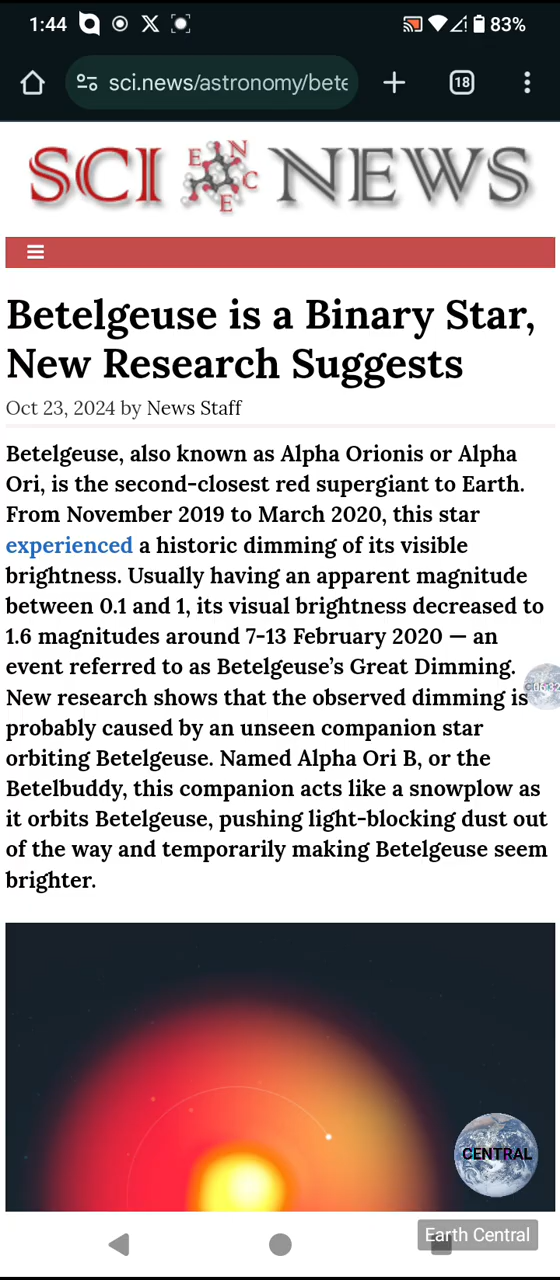 1:44
83%
sci.news/astronomy/bete
18
SCI ENCE NEWS
Betelgeuse is a Binary Star,
New Research Suggests
Oct 23, 2024 by News Staff
Betelgeuse, also known as Alpha Orionis or Alpha
Ori, is the second-closest red supergiant to Earth.
From November 2019 to March 2020, this star
experienced a historic dimming of its visible
brightness. Usually having an apparent magnitude
between 0.1 and 1, its visual brightness decreased to
1.6 magnitudes around 7-13 February 2020 — an
event referred to as Betelgeuse’s Great Dimming.
New research shows that the observed dimming is
probably caused by an unseen companion star
orbiting Betelgeuse. Named Alpha Ori B, or the
Betelbuddy, this companion acts like a snowplow as
it orbits Betelgeuse, pushing light-blocking dust out
of the way and temporarily making Betelgeuse seem
brighter.
CENTRAL
Earth Central